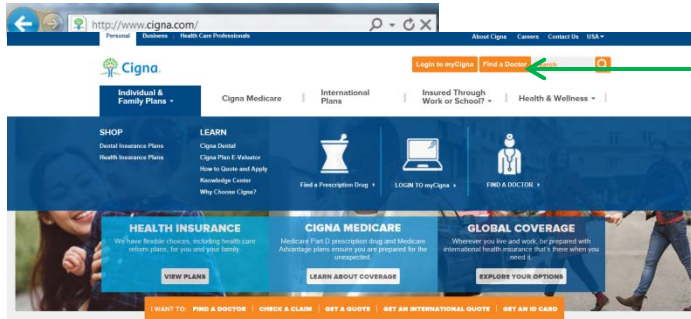 http://www.cigna.com/
Personal Business Health Care Professionals About Cigna Careers Contact Us USA
Cigna.
Login to myCigna Find a Doctor Search
Individual & Family Plans Cigna Medicare International Plans Insured Through Work or School? Health & Wellness
SHOP
Dental Insurance Plans
Health Insurance Plans
LEARN
Cigna Dental
Cigna Plan E-Valuator
How to Quote and Apply
Knowledge Center
Why Choose Cigna?
Find a Prescription Drug
LOGIN TO myCigna
FIND A DOCTOR
HEALTH INSURANCE
We have flexible choices, including health care
reform plans, for you and your family.
VIEW PLANS
CIGNA MEDICARE
Medicare Part D prescription drug and Medicare
Advantage plans ensure you are prepared for the
unexpected.
LEARN ABOUT COVERAGE
GLOBAL COVERAGE
Wherever you live and work, be prepared with
international health insurance that's there when you
need it.
EXPLORE YOUR OPTIONS
I WANT TO: FIND A DOCTOR | CHECK A CLAIM | GET A QUOTE | GET AN INTERNATIONAL QUOTE | GET AN ID CARD